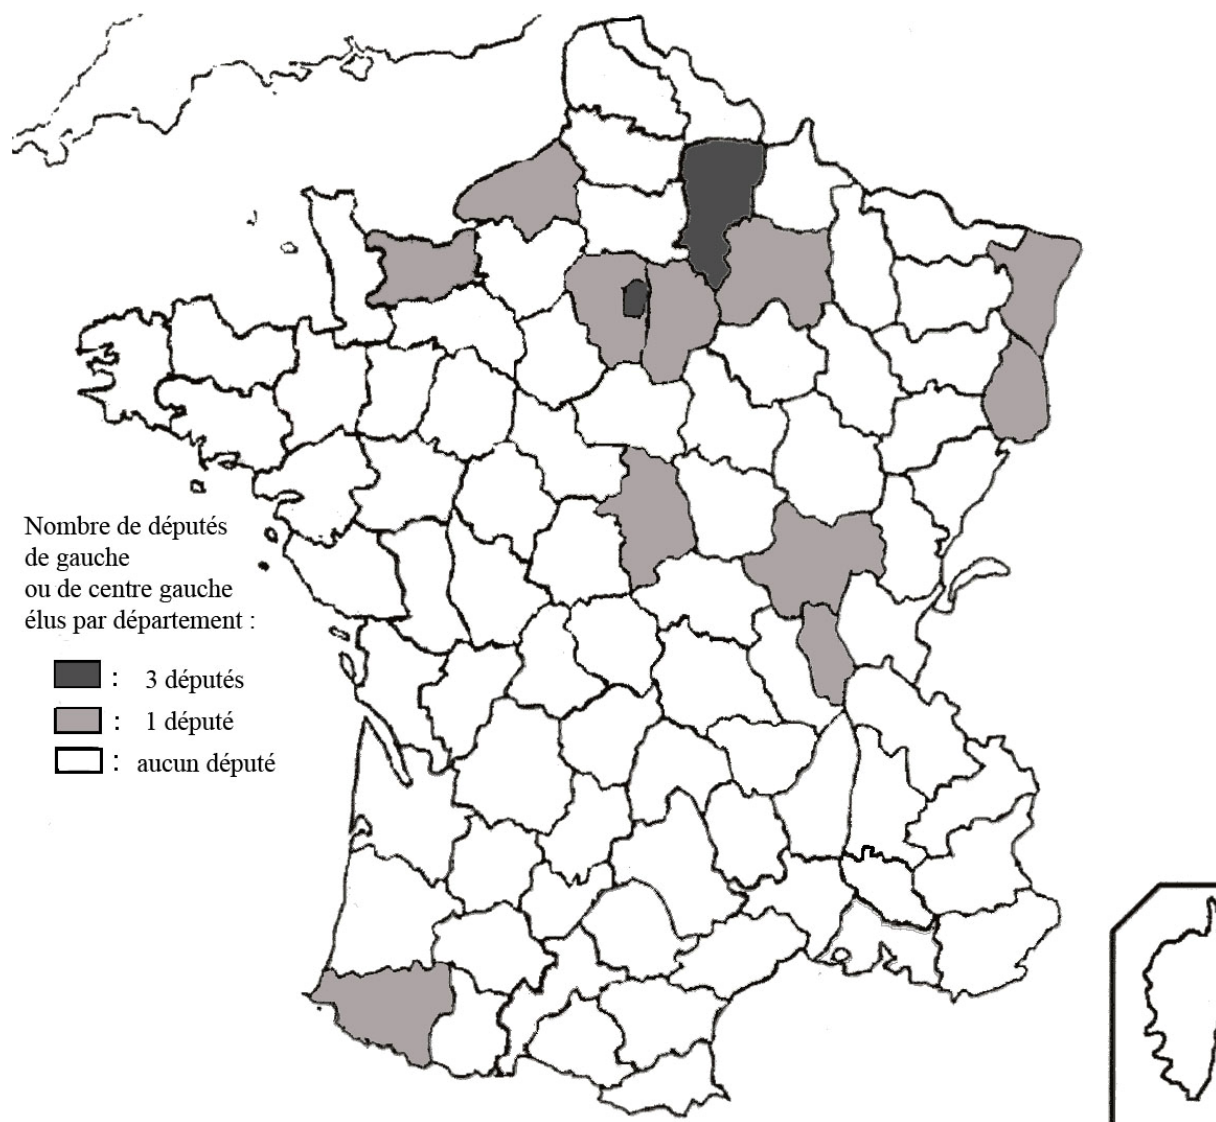 Nombre de députés
de gauche
ou de centre gauche
élus par département :
: 3 députés
: 1 député
: aucun député